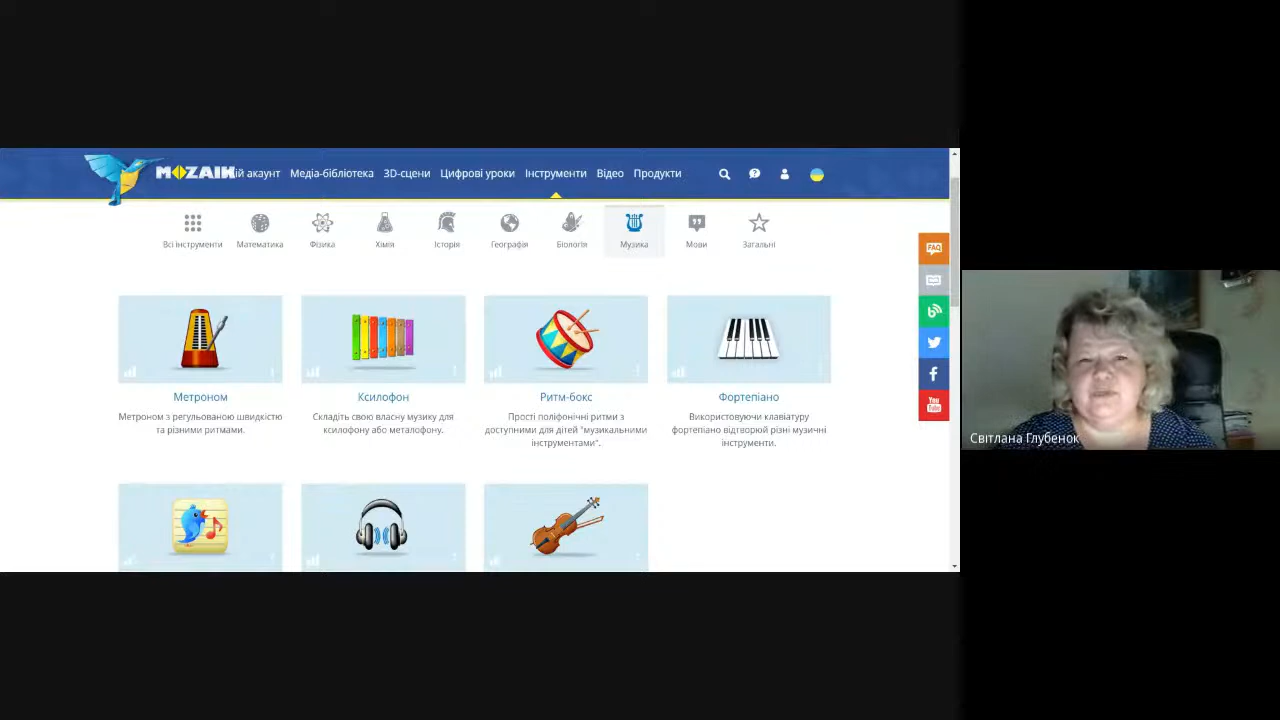 MOZAIK ій акаунт Медіа-бібліотека 3D-сцени Цифрові уроки Інструменти Відео Продукти
Всі інструменти Математика Фізика Хімія Історія Географія Біологія Музика Мови Загальні
FAQ
Метроном
Метроном з регульованою швидкістю
та різними ритмами.
Ксилофон
Складіть свою власну музику для
ксилофону або металофону.
Ритм-бокс
Прості поліфонічні ритми з
доступними для дітей "музикальними
інструментами".
Фортепіано
Використовуючи клавіатуру
фортепіано відтворюй різні музичні
інструменти.
You
Tube
Світлана Глубенок